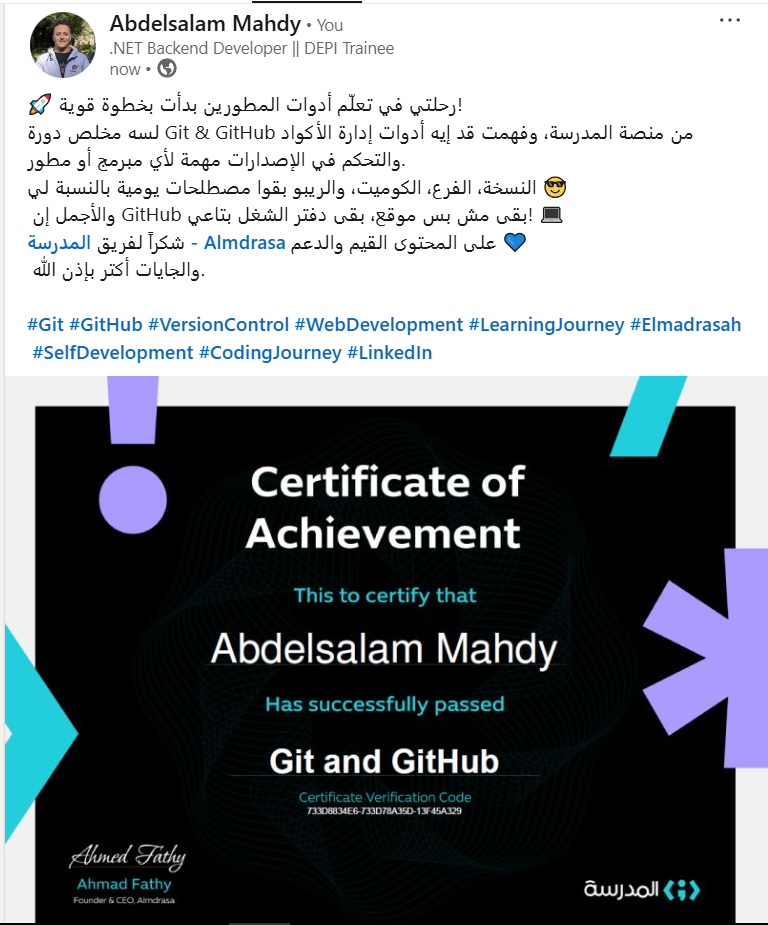 Abdelsalam Mahdy • You
.NET Backend Developer || DEPI Trainee
now •
🚀 رحلتي في تعلّم أدوات المطورين بدأت بخطوة قوية!
لسه مخلص دورة Git & GitHub من منصة المدرسة، وفهمت قد إيه أدوات إدارة الأكواد
والتحكم في الإصدارات مهمة لأي مبرمج أو مطور.
النسخة، الفرع، الكوميت، والريبو بقوا مصطلحات يومية بالنسبة لي 😎
والأجمل إن GitHub بقى مش بس موقع، بقى دفتر الشغل بتاعي! 💻
شكراً لفريق المدرسة - Almdrasa على المحتوى القيم والدعم 💙
والجايات أكتر بإذن الله.
#Git #GitHub #VersionControl #WebDevelopment #LearningJourney #Elmadrasah
#SelfDevelopment #CodingJourney #LinkedIn
Certificate of
Achievement
This to certify that
Abdelsalam Mahdy
Has successfully passed
Git and GitHub
Certificate Verification Code
733D8834E6-733D78A35D-13F45A329
Ahmed Fathy
Ahmad Fathy
Founder & CEO, Almdrasa
المدرسة